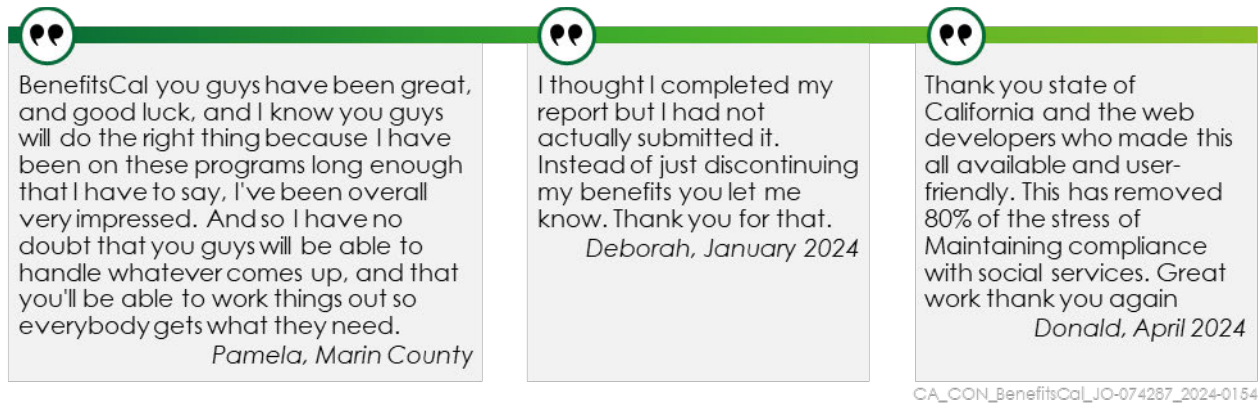 BenefitsCal you guys have been great,
and good luck, and I know you guys
will do the right thing because I have
been on these programs long enough
that I have to say, I've been overall
very impressed. And so I have no
doubt that you guys will be able to
handle whatever comes up, and that
you'll be able to work things out so
everybody gets what they need.
Pamela, Marin County
I thought I completed my
report but I had not
actually submitted it.
Instead of just discontinuing
my benefits you let me
know. Thank you for that.
Deborah, January 2024
Thank you state of
California and the web
developers who made this
all available and user-
friendly. This has removed
80% of the stress of
Maintaining compliance
with social services. Great
work thank you again
Donald, April 2024
CA_CON_BenefitsCal_JO-074287_2024-0154